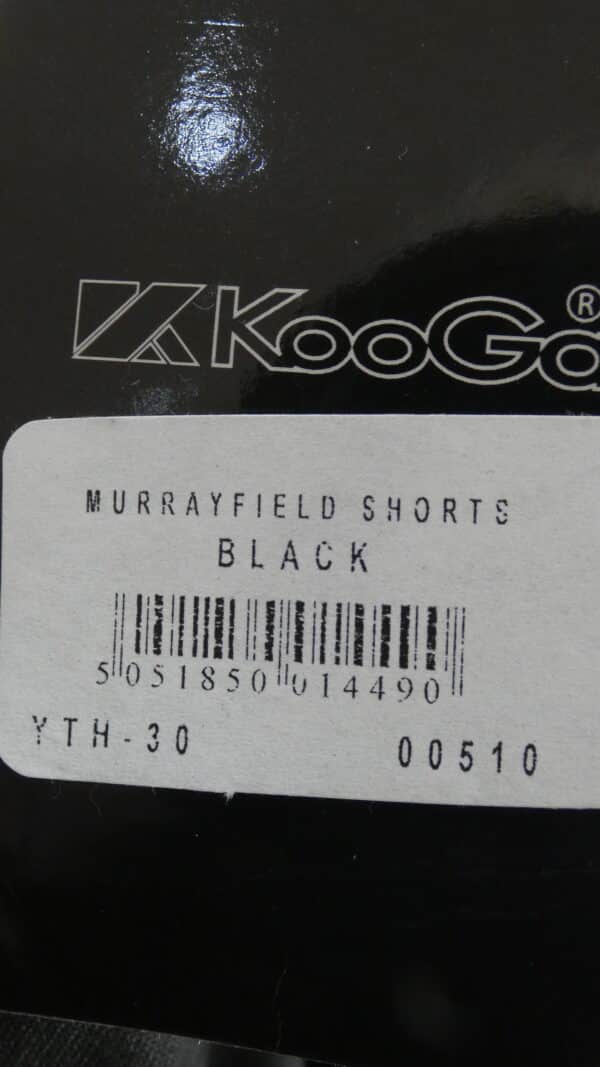 KooGa®
MURRAYFIELD SHORTS
BLACK
5 051850 014490
YTH-30
00510